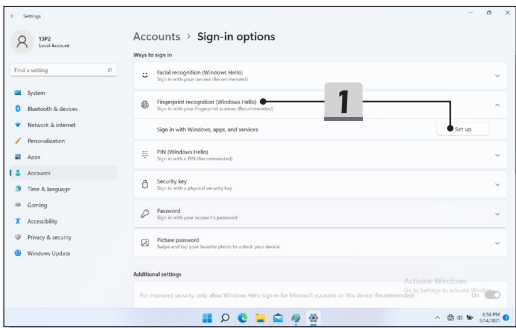 Settings
13P2
Local Account
Find a setting
System
Bluetooth & devices
Network & internet
Personalization
Apps
Accounts
Time & language
Gaming
Accessibility
Privacy & security
Windows Update
Accounts > Sign-in options
Ways to sign in
Facial recognition (Windows Hello)
Sign in with your camera (Recommended)
Fingerprint recognition (Windows Hello)
Sign in with your fingerprint scanner (Recommended)
1
Sign in with Windows, apps, and services
Set up
PIN (Windows Hello)
Sign in with a PIN (Recommended)
Security key
Sign in with a physical security key
Password
Sign in with your account's password
Picture password
Swipe and tap your favorite photo to unlock your device
Additional settings
Activate Windows
Go to Settings to activate Windows.
For improved security, only allow Windows Hello sign-in for Microsoft accounts on this device (Recommended)
On
6:50 PM
5/14/2021